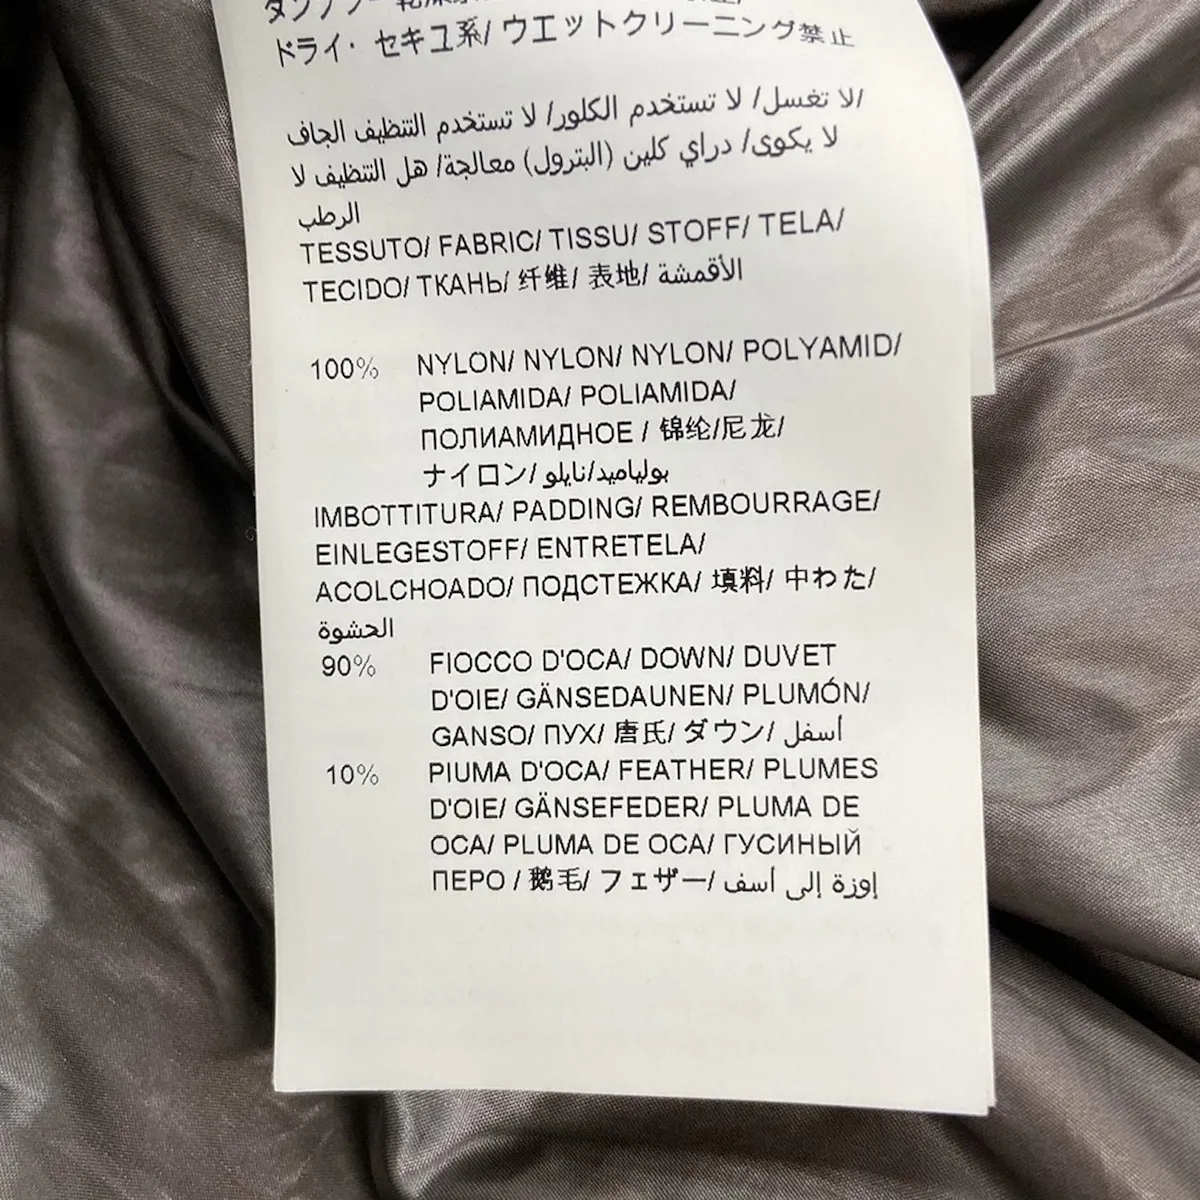 ドライ・セキユ系/ ウエットクリーニング禁止
لا تغسل/ لا تستخدم الكلور/ لا تستخدم التنظيف الجاف/
لا يكوى/ دراي كلين (البترول) معالجة/ هل التنظيف لا
الرطب
TESSUTO/ FABRIC/ TISSU/ STOFF/ TELA/
TECIDO/ ТКАНЬ/ 纤维/ 表地/ الأقمشة
100% NYLON/ NYLON/ NYLON/ POLYAMID/
POLIAMIDA/ POLIAMIDA/
ПОЛИАМИДНОЕ / 锦纶/尼龙/
ナイロン/ بولياميد/نايلو
IMBOTTITURA/ PADDING/ REMBOURRAGE/
EINLEGESTOFF/ ENTRETELA/
ACOLCHOADO/ ПОДСТЕЖКА/ 填料/ 中わた/
الحشوة
90% FIOCCO D'OCA/ DOWN/ DUVET
D'OIE/ GÄNSEDAUNEN/ PLUMÓN/
GANSO/ ПУХ/ 唐氏/ ダウン/ أسفل
10% PIUMA D'OCA/ FEATHER/ PLUMES
D'OIE/ GÄNSEFEDER/ PLUMA DE
OCA/ PLUMA DE OCA/ ГУСИНЫЙ
ПЕРО / 鹅毛/ フェザー/ إوزة إلى أسف